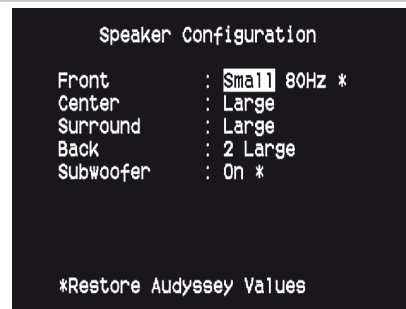 Speaker Configuration
Front : Small 80Hz *
Center : Large
Surround : Large
Back : 2 Large
Subwoofer : On *
*Restore Audyssey Values